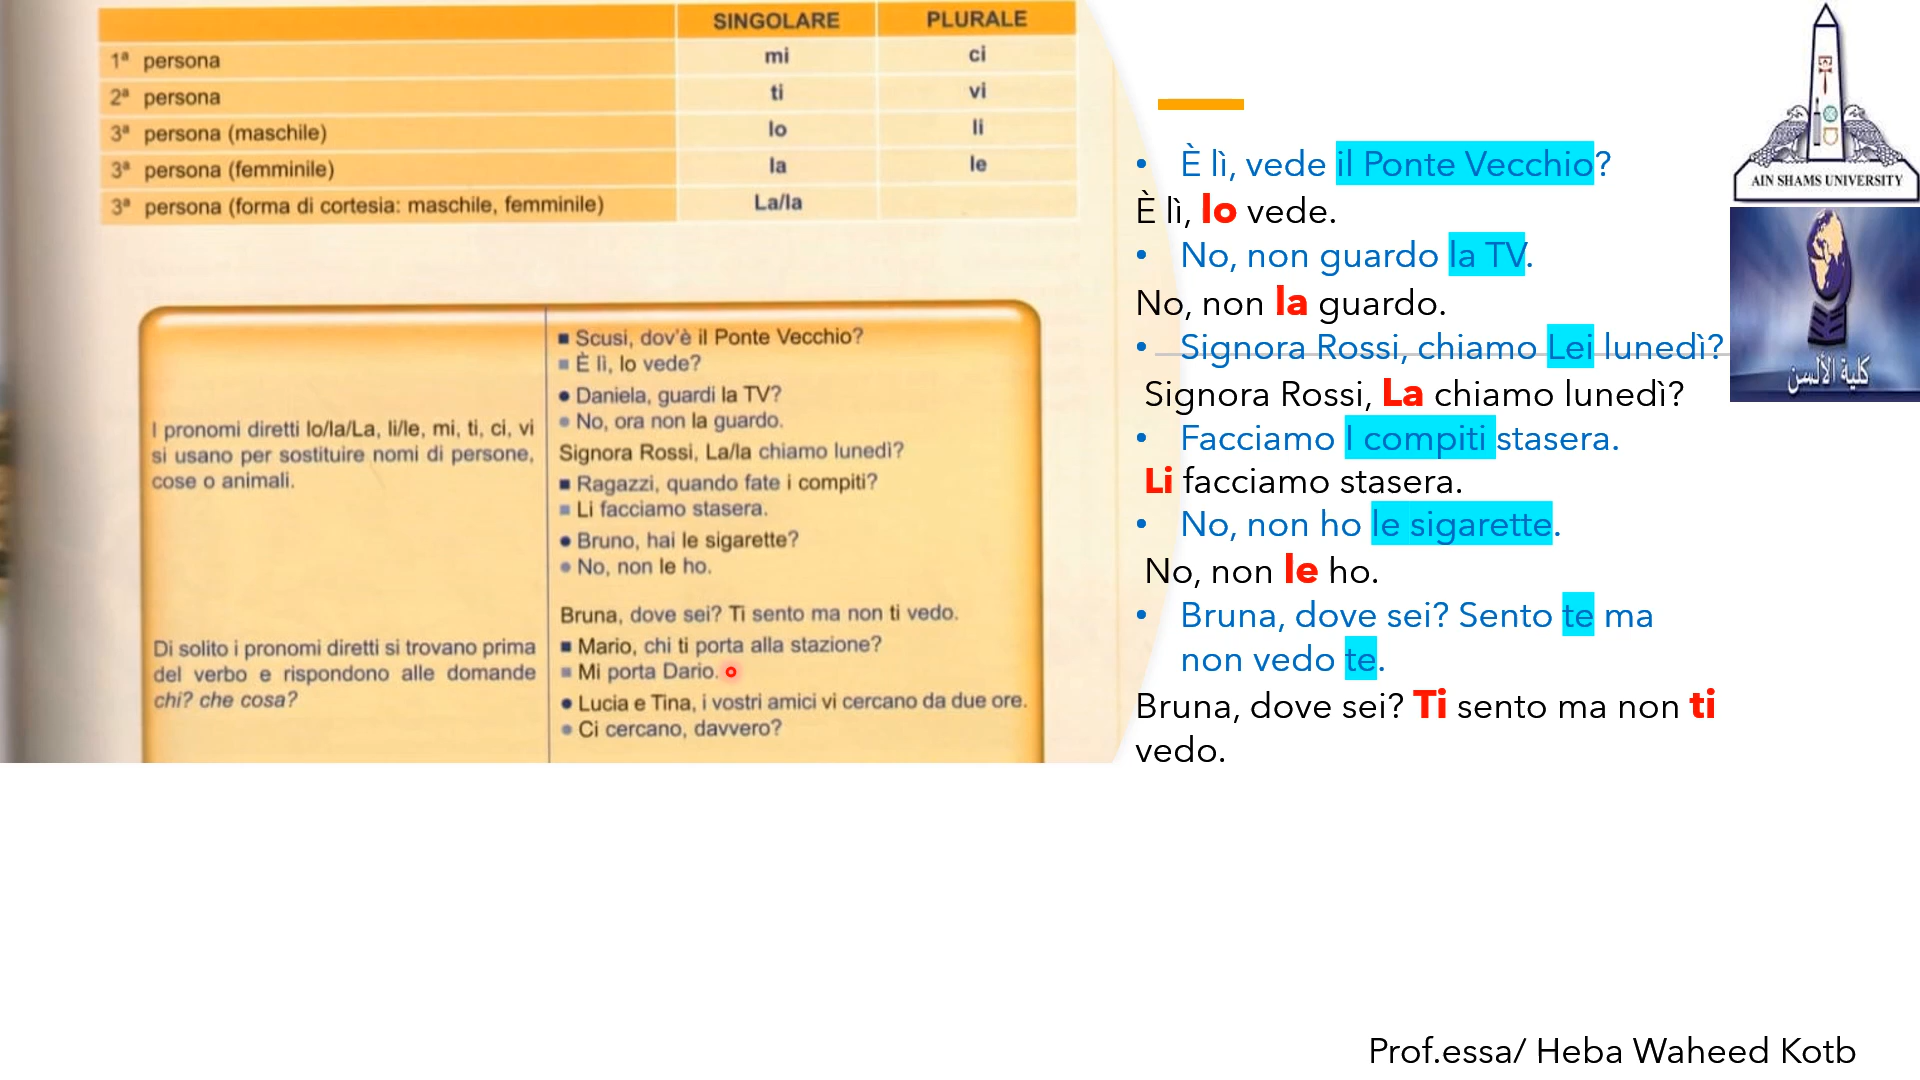 SINGOLARE PLURALE
1ª persona mi ci
2ª persona ti vi
3ª persona (maschile) lo li
3ª persona (femminile) la le
3ª persona (forma di cortesia: maschile, femminile) La/la
I pronomi diretti lo/la/La, li/le, mi, ti, ci, vi
si usano per sostituire nomi di persone,
cose o animali.
Di solito i pronomi diretti si trovano prima
del verbo e rispondono alle domande
chi? che cosa?
■ Scusi, dov'è il Ponte Vecchio?
■ È lì, lo vede?
● Daniela, guardi la TV?
● No, ora non la guardo.
Signora Rossi, La/la chiamo lunedì?
■ Ragazzi, quando fate i compiti?
■ Li facciamo stasera.
● Bruno, hai le sigarette?
● No, non le ho.
Bruna, dove sei? Ti sento ma non ti vedo.
■ Mario, chi ti porta alla stazione?
■ Mi porta Dario.
● Lucia e Tina, i vostri amici vi cercano da due ore.
● Ci cercano, davvero?
• È lì, vede il Ponte Vecchio?
È lì, lo vede.
• No, non guardo la TV.
No, non la guardo.
• Signora Rossi, chiamo Lei lunedì?
Signora Rossi, La chiamo lunedì?
• Facciamo I compiti stasera.
Li facciamo stasera.
• No, non ho le sigarette.
No, non le ho.
• Bruna, dove sei? Sento te ma
non vedo te.
Bruna, dove sei? Ti sento ma non ti
vedo.
AIN SHAMS UNIVERSITY
كلية الألسن
Prof.essa/ Heba Waheed Kotb